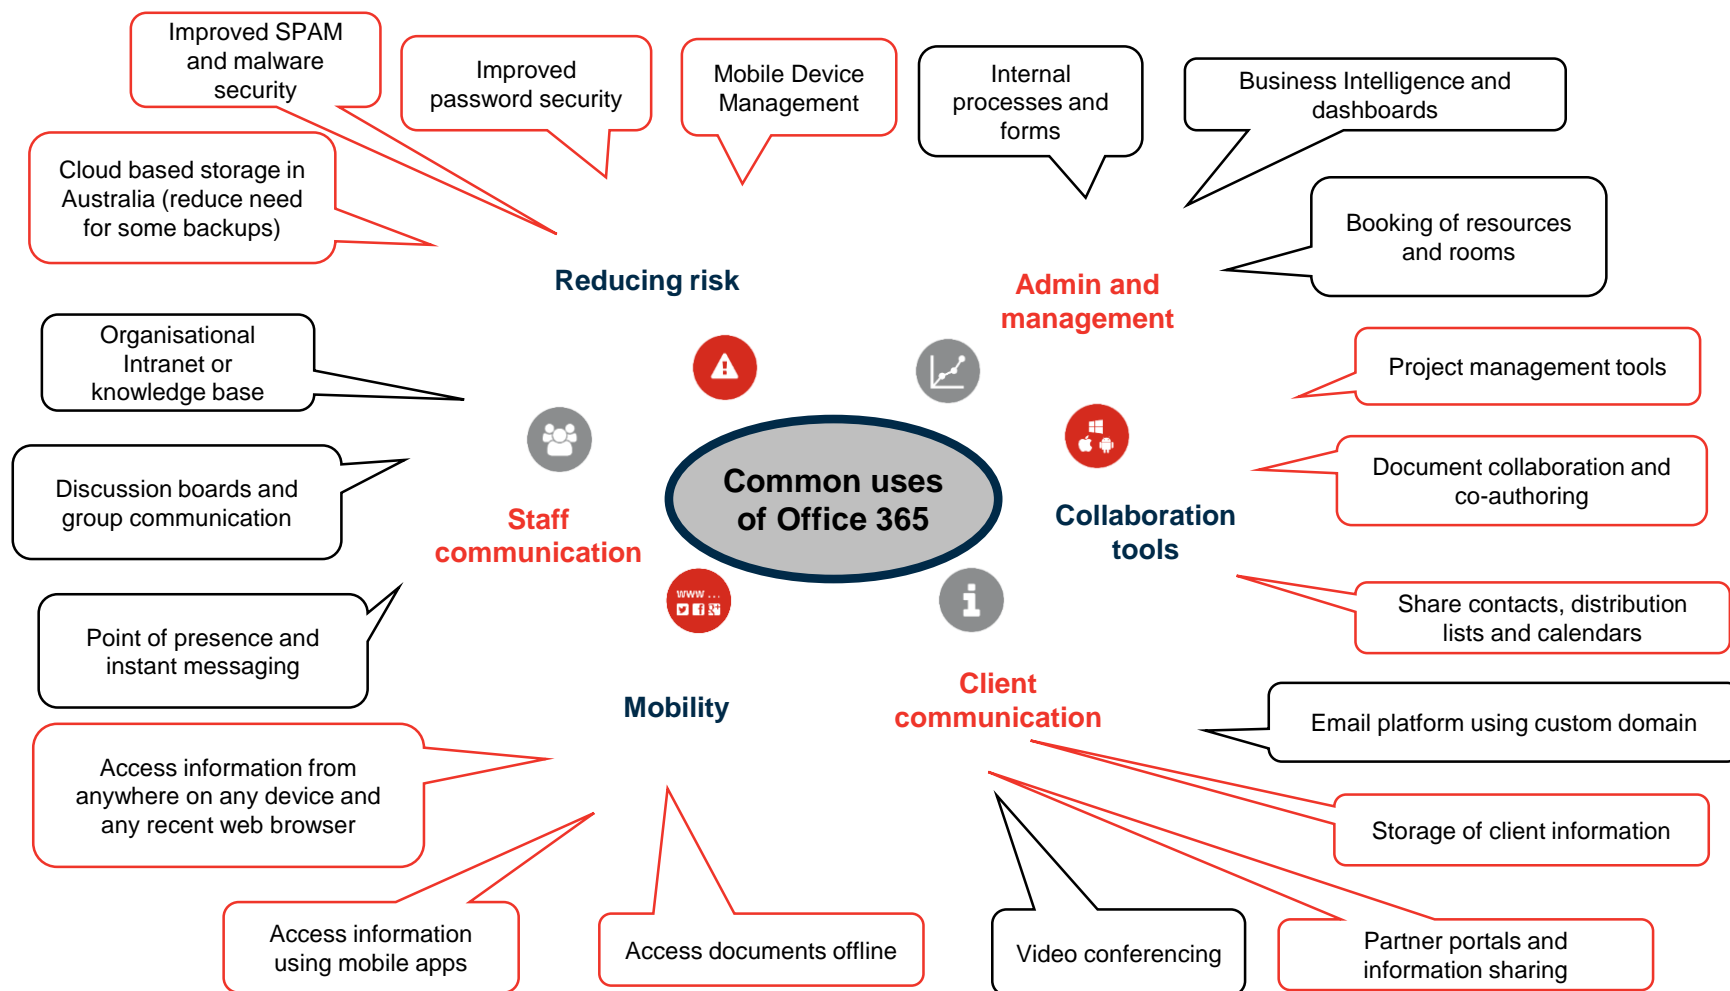 Improved SPAM
and malware
security
Improved
password security
Mobile Device
Management
Internal
processes and
forms
Business Intelligence and
dashboards
Cloud based storage in
Australia (reduce need
for some backups)
Booking of resources
and rooms
Reducing risk
Admin and
management
Organisational
Intranet or
knowledge base
Project management tools
Discussion boards and
group communication
Staff
communication
Common uses
of Office 365
Collaboration
tools
Document collaboration and
co-authoring
www ...
Point of presence and
instant messaging
Share contacts, distribution
lists and calendars
Mobility
Client
communication
Email platform using custom domain
Access information from
anywhere on any device and
any recent web browser
Storage of client information
Access information
using mobile apps
Access documents offline
Video conferencing
Partner portals and
information sharing